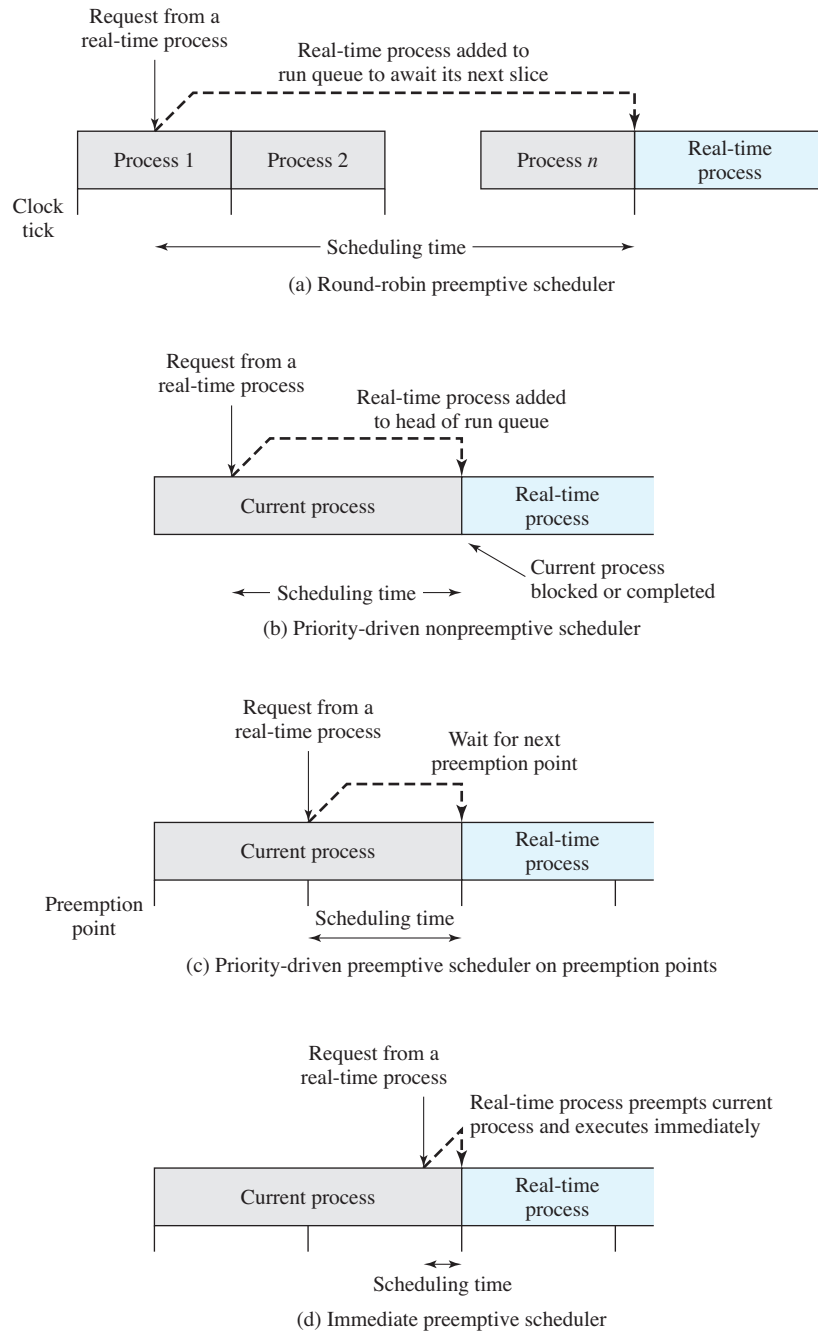 Request from a
real-time process
Real-time process added to
run queue to await its next slice
Process 1
Process 2
Process n
Real-time
process
Clock
tick
Scheduling time
(a) Round-robin preemptive scheduler
Request from a
real-time process
Real-time process added
to head of run queue
Current process
Real-time
process
Current process
blocked or completed
Scheduling time
(b) Priority-driven nonpreemptive scheduler
Request from a
real-time process
Wait for next
preemption point
Current process
Real-time
process
Preemption
point
Scheduling time
(c) Priority-driven preemptive scheduler on preemption points
Request from a
real-time process
Real-time process preempts current
process and executes immediately
Current process
Real-time
process
Scheduling time
(d) Immediate preemptive scheduler